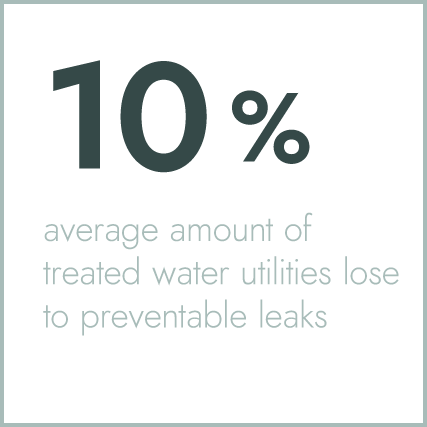 10 %
average amount of
treated water utilities lose
to preventable leaks